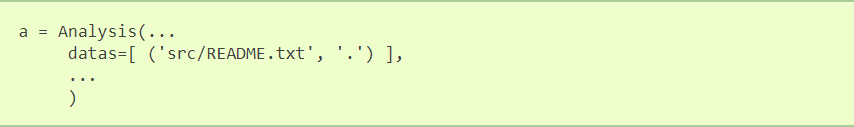 a = Analysis(...
     datas=[ ('src/README.txt', '.') ],
     ...
     )